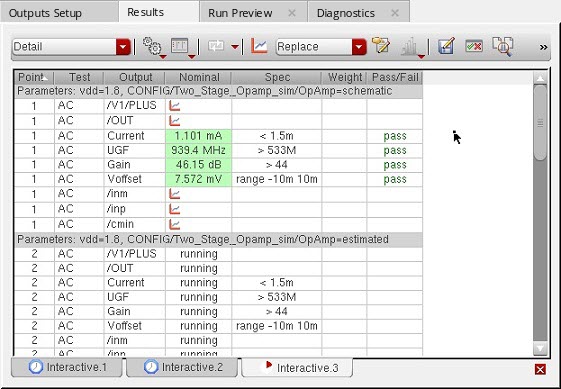 Outputs Setup Results Run Preview Diagnostics
Detail Replace »
Point Test Output Nominal Spec Weight Pass/Fail
Parameters: vdd=1.8, CONFIG/Two_Stage_Opamp_sim/OpAmp=schematic
1 AC /V1/PLUS
1 AC /OUT
1 AC Current 1.101 mA < 1.5m pass
1 AC UGF 939.4 MHz > 533M pass
1 AC Gain 46.15 dB > 44 pass
1 AC Voffset 7.572 mV range -10m 10m pass
1 AC /inm
1 AC /inp
1 AC /cmin
Parameters: vdd=1.8, CONFIG/Two_Stage_Opamp_sim/OpAmp=estimated
2 AC /V1/PLUS running
2 AC /OUT running
2 AC Current running < 1.5m
2 AC UGF running > 533M
2 AC Gain running > 44
2 AC Voffset running range -10m 10m
2 AC /inm running
2 AC /inp running
Interactive.1 Interactive.2 Interactive.3